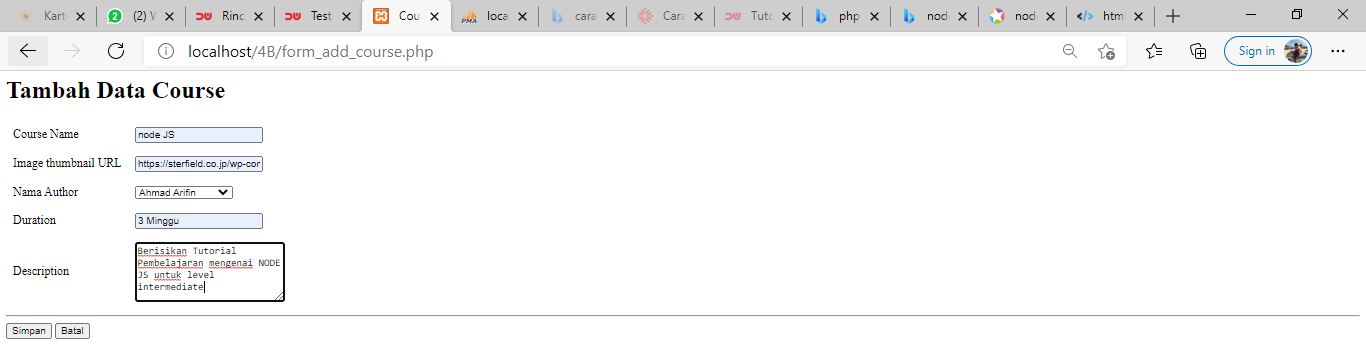 Kart
(2) V
Rinc
Test
Cou
loca
cara
Cara
Tuto
php
nod
nod
htm
localhost/4B/form_add_course.php
Sign in
Tambah Data Course
Course Name
node JS
Image thumbnail URL
https://sterfield.co.jp/wp-cor
Nama Author
Ahmad Arifin
Duration
3 Minggu
Description
Berisikan Tutorial
Pembelajaran mengenai NODE
JS untuk level
intermediate
Simpan Batal